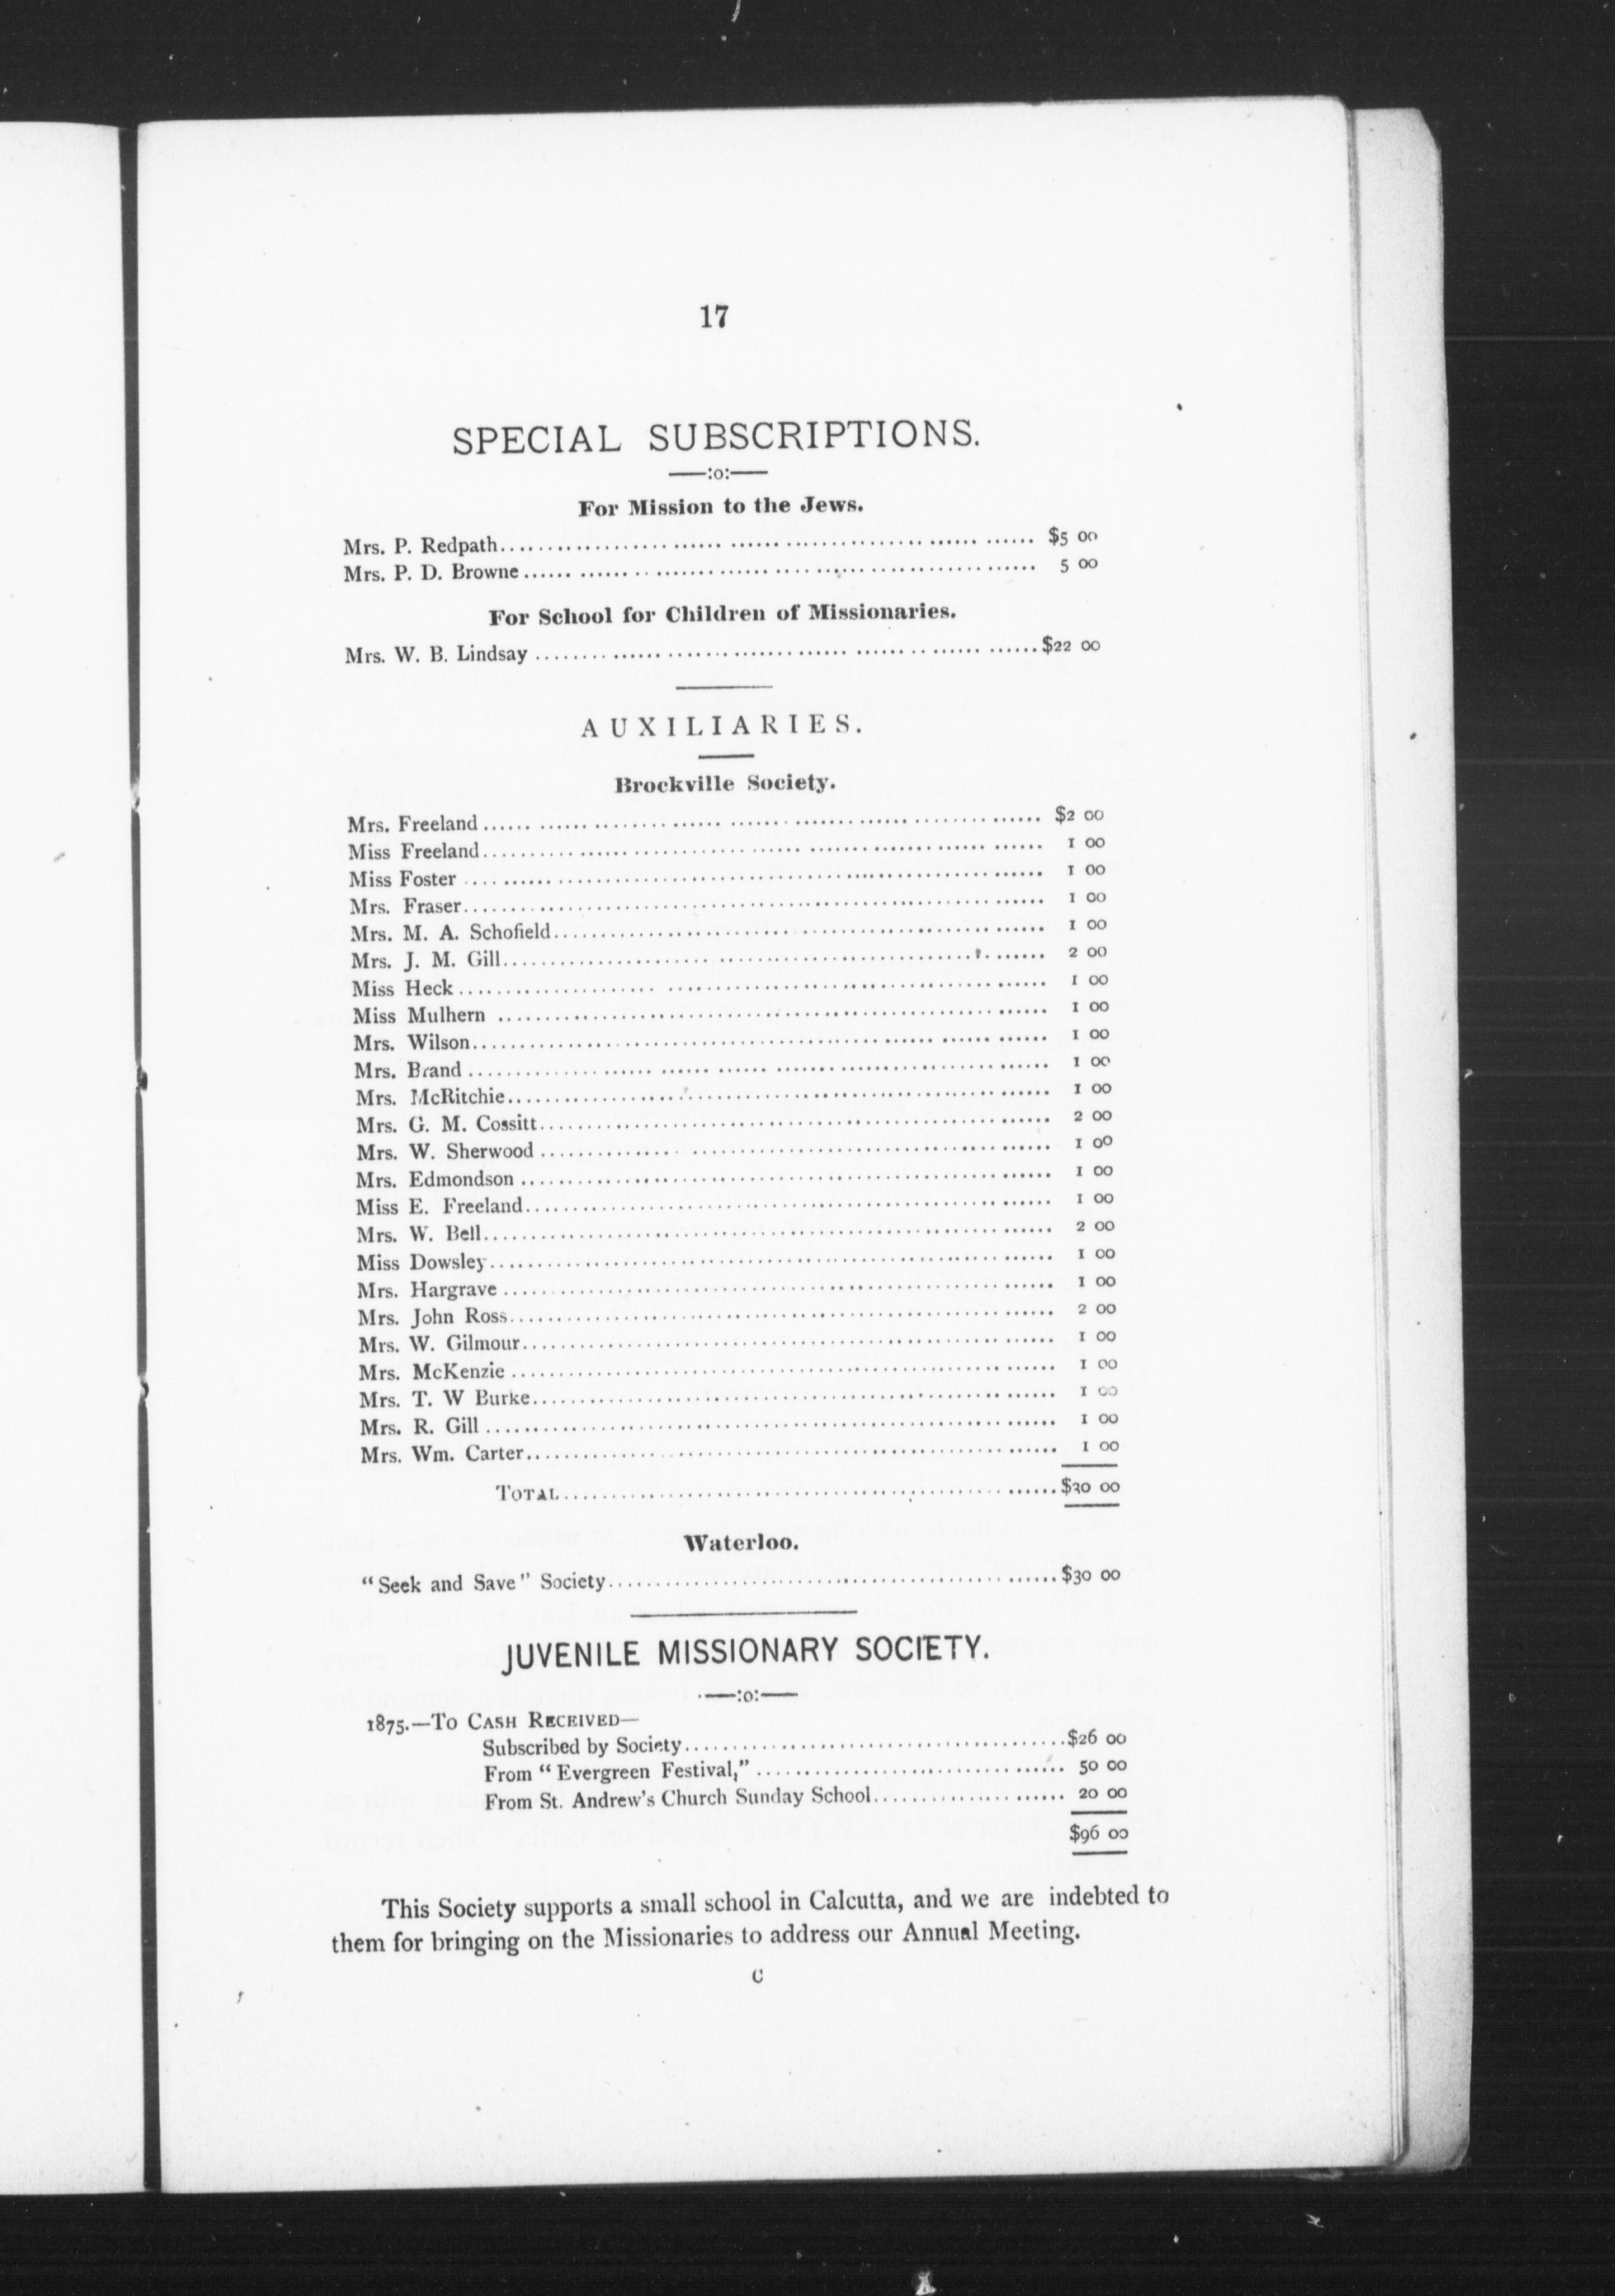 17
SPECIAL SUBSCRIPTIONS.
—:o:—
For Mission to the Jews.
Mrs. P. Redpath........ $5 00
Mrs. P. D. Browne........ 5 00
For School for Children of Missionaries.
Mrs. W. B. Lindsay ........ $22 00
AUXILIARIES.
Brockville Society.
Mrs. Freeland ........ $2 00
Miss Freeland........ 1 00
Miss Foster ........ 1 00
Mrs. Fraser........ 1 00
Mrs. M. A. Schofield........ 1 00
Mrs. J. M. Gill........ 2 00
Miss Heck ........ 1 00
Miss Mulhern ........ 1 00
Mrs. Wilson........ 1 00
Mrs. Brand ........ 1 00
Mrs. McRitchie........ 1 00
Mrs. G. M. Cossitt........ 2 00
Mrs. W. Sherwood ........ 1 00
Mrs. Edmondson ........ 1 00
Miss E. Freeland........ 1 00
Mrs. W. Bell........ 2 00
Miss Dowsley........ 1 00
Mrs. Hargrave ........ 1 00
Mrs. John Ross........ 2 00
Mrs. W. Gilmour........ 1 00
Mrs. McKenzie ........ 1 00
Mrs. T. W Burke........ 1 00
Mrs. R. Gill ........ 1 00
Mrs. Wm. Carter........ 1 00
TOTAL........ $30 00
Waterloo.
"Seek and Save" Society........ $30 00
JUVENILE MISSIONARY SOCIETY.
—:o:—
1875.—To CASH RECEIVED—
Subscribed by Society........ $26 00
From "Evergreen Festival," ........ 50 00
From St. Andrew's Church Sunday School........ 20 00
$96 00
This Society supports a small school in Calcutta, and we are indebted to
them for bringing on the Missionaries to address our Annual Meeting.
C